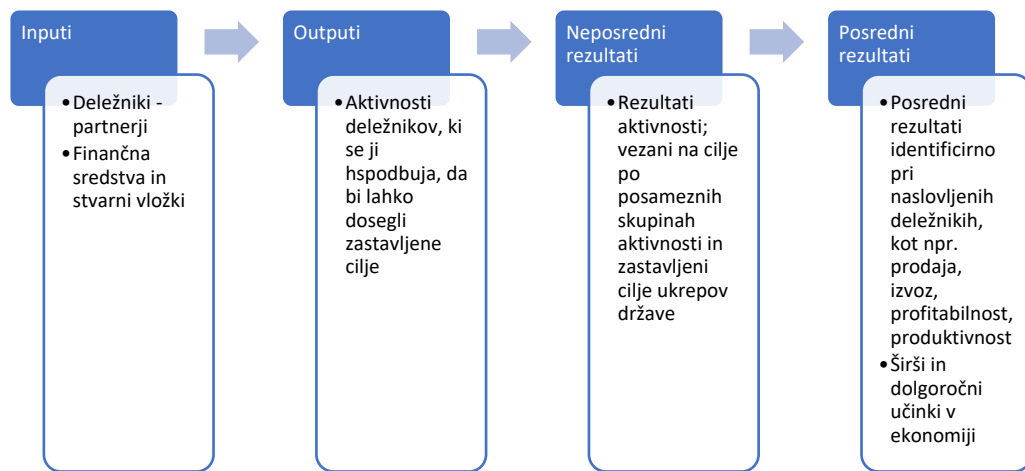 Inputi
•Deležniki -
partnerji
•Finančna
sredstva in
stvarni vložki
Outputi
•Aktivnosti
deležnikov, ki
se ji
hspodbuja, da
bi lahko
dosegli
zastavljene
cilje
Neposredni
rezultati
•Rezultati
aktivnosti;
vezani na cilje
po
posameznih
skupinah
aktivnosti in
zastavljeni
cilje ukrepov
države
Posredni
rezultati
•Posredni
rezultati
identificirno
pri
naslovljenih
deležnikih,
kot npr.
prodaja,
izvoz,
profitabilnost,
produktivnost
•Širši in
dolgoročni
učinki v
ekonomiji